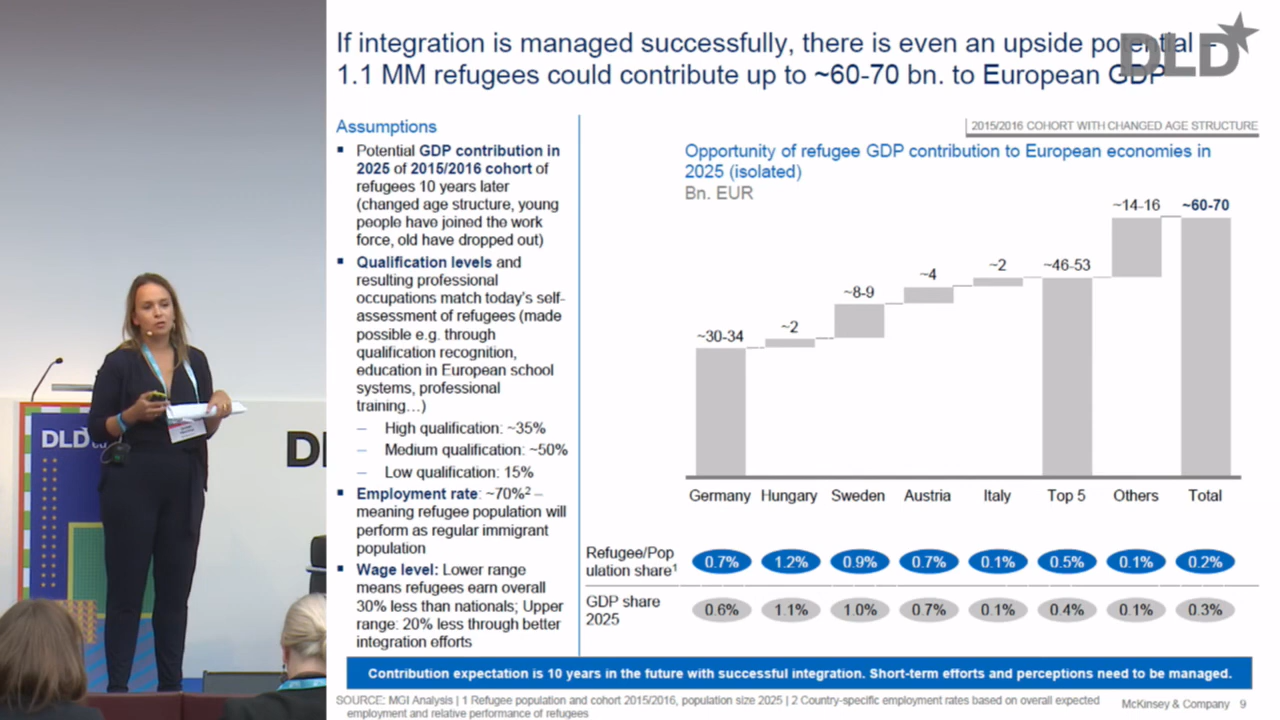 If integration is managed successfully, there is even an upside potential –
1.1 MM refugees could contribute up to ~60-70 bn. to European GDP
DLD
Assumptions
Potential GDP contribution in
2025 of 2015/2016 cohort of
refugees 10 years later
(changed age structure, young
people have joined the work
force, old have dropped out)
Qualification levels and
resulting professional
occupations match today's self-
assessment of refugees (made
possible e.g. through
qualification recognition,
education in European school
systems, professional
training…)
– High qualification: ~35%
– Medium qualification: ~50%
– Low qualification: 15%
Employment rate: ~70%2 –
meaning refugee population will
perform as regular immigrant
population
Wage level: Lower range
means refugees earn overall
30% less than nationals; Upper
range: 20% less through better
integration efforts
2015/2016 COHORT WITH CHANGED AGE STRUCTURE
Opportunity of refugee GDP contribution to European economies in
2025 (isolated)
Bn. EUR
~30-34 ~2 ~8-9 ~4 ~2 ~46-53 ~14-16 ~60-70
Germany Hungary Sweden Austria Italy Top 5 Others Total
Refugee/Pop
ulation share1
0.7% 1.2% 0.9% 0.7% 0.1% 0.5% 0.1% 0.2%
GDP share
2025
0.6% 1.1% 1.0% 0.7% 0.1% 0.4% 0.1% 0.3%
Contribution expectation is 10 years in the future with successful integration. Short-term efforts and perceptions need to be managed.
SOURCE: MGI Analysis | 1 Refugee population and cohort 2015/2016, population size 2025 | 2 Country-specific employment rates based on overall expected
employment and relative performance of refugees
McKinsey & Company 9
DLD
D